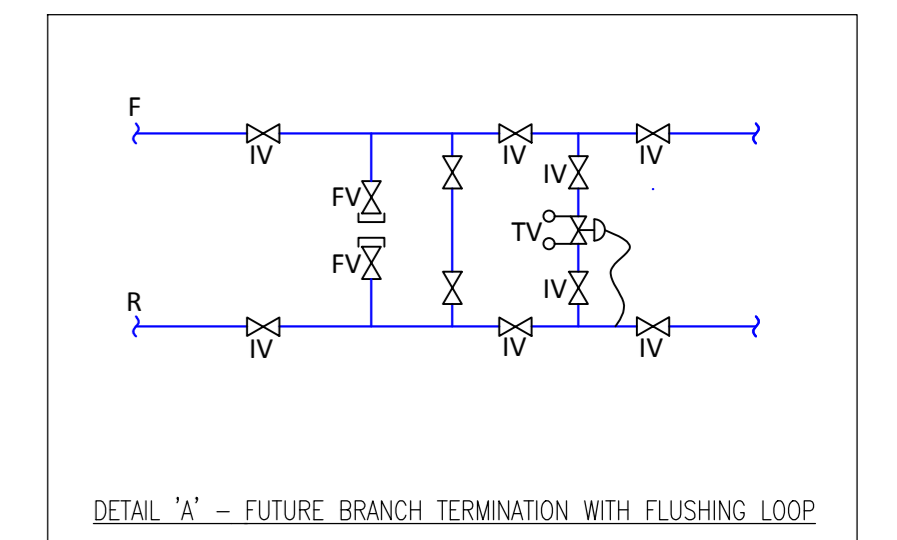 F
IV
IV
IV
IV
FV
TV
FV
IV
R
IV
IV
IV
DETAIL 'A' – FUTURE BRANCH TERMINATION WITH FLUSHING LOOP